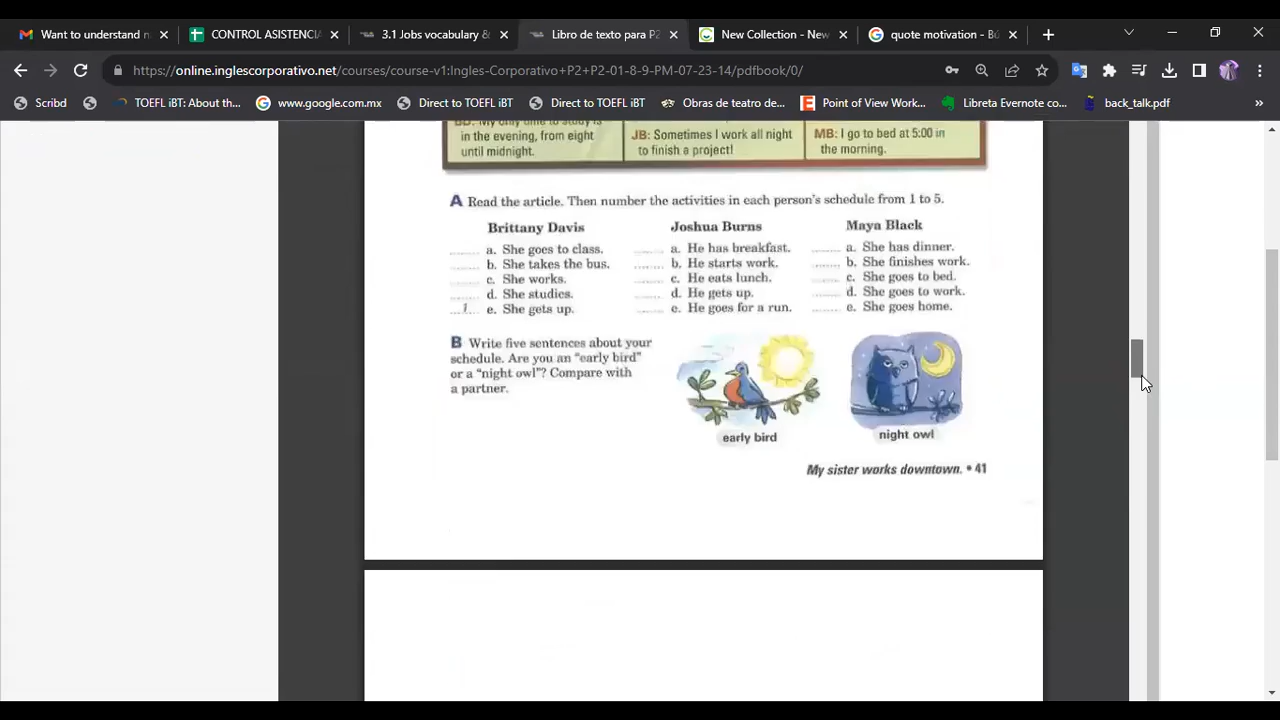 Want to understand n
CONTROL ASISTENCIA
3.1 Jobs vocabulary &
Libro de texto para P2
New Collection - New
quote motivation - Bú
https://online.inglescorporativo.net/courses/course-v1:Ingles-Corporativo+P2+P2-01-8-9-PM-07-23-14/pdfbook/0/
Scribd
TOEFL iBT: About th...
www.google.com.mx
Direct to TOEFL iBT
Direct to TOEFL iBT
Obras de teatro de...
Point of View Work...
Libreta Evernote co...
back_talk.pdf
»
BD: My only time to study is
in the evening, from eight
until midnight.
JB: Sometimes I work all night
to finish a project!
MB: I go to bed at 5:00 in
the morning.
A Read the article. Then number the activities in each person's schedule from 1 to 5.
Brittany Davis
a. She goes to class.
b. She takes the bus.
c. She works.
d. She studies.
1 e. She gets up.
Joshua Burns
a. He has breakfast.
b. He starts work.
c. He eats lunch.
d. He gets up.
e. He goes for a run.
Maya Black
a. She has dinner.
b. She finishes work.
c. She goes to bed.
d. She goes to work.
e. She goes home.
B Write five sentences about your
schedule. Are you an "early bird"
or a "night owl"? Compare with
a partner.
early bird
night owl
My sister works downtown. • 41